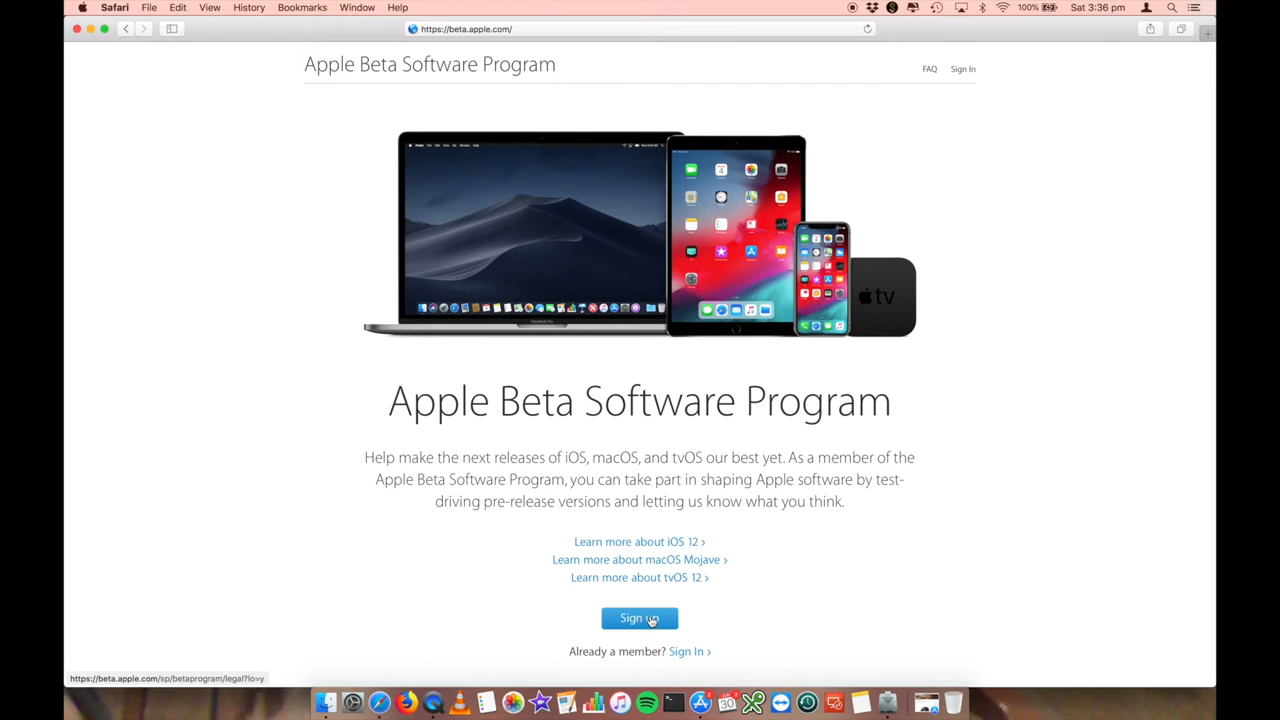 Safari File Edit View History Bookmarks Window Help 100% Sat 3:36 pm
https://beta.apple.com/
Apple Beta Software Program
FAQ Sign In
tv
Apple Beta Software Program
Help make the next releases of iOS, macOS, and tvOS our best yet. As a member of the
Apple Beta Software Program, you can take part in shaping Apple software by test-
driving pre-release versions and letting us know what you think.
Learn more about iOS 12 ›
Learn more about macOS Mojave ›
Learn more about tvOS 12 ›
Sign up
Already a member? Sign In ›
https://beta.apple.com/sp/betaprogram/legal?lo=y